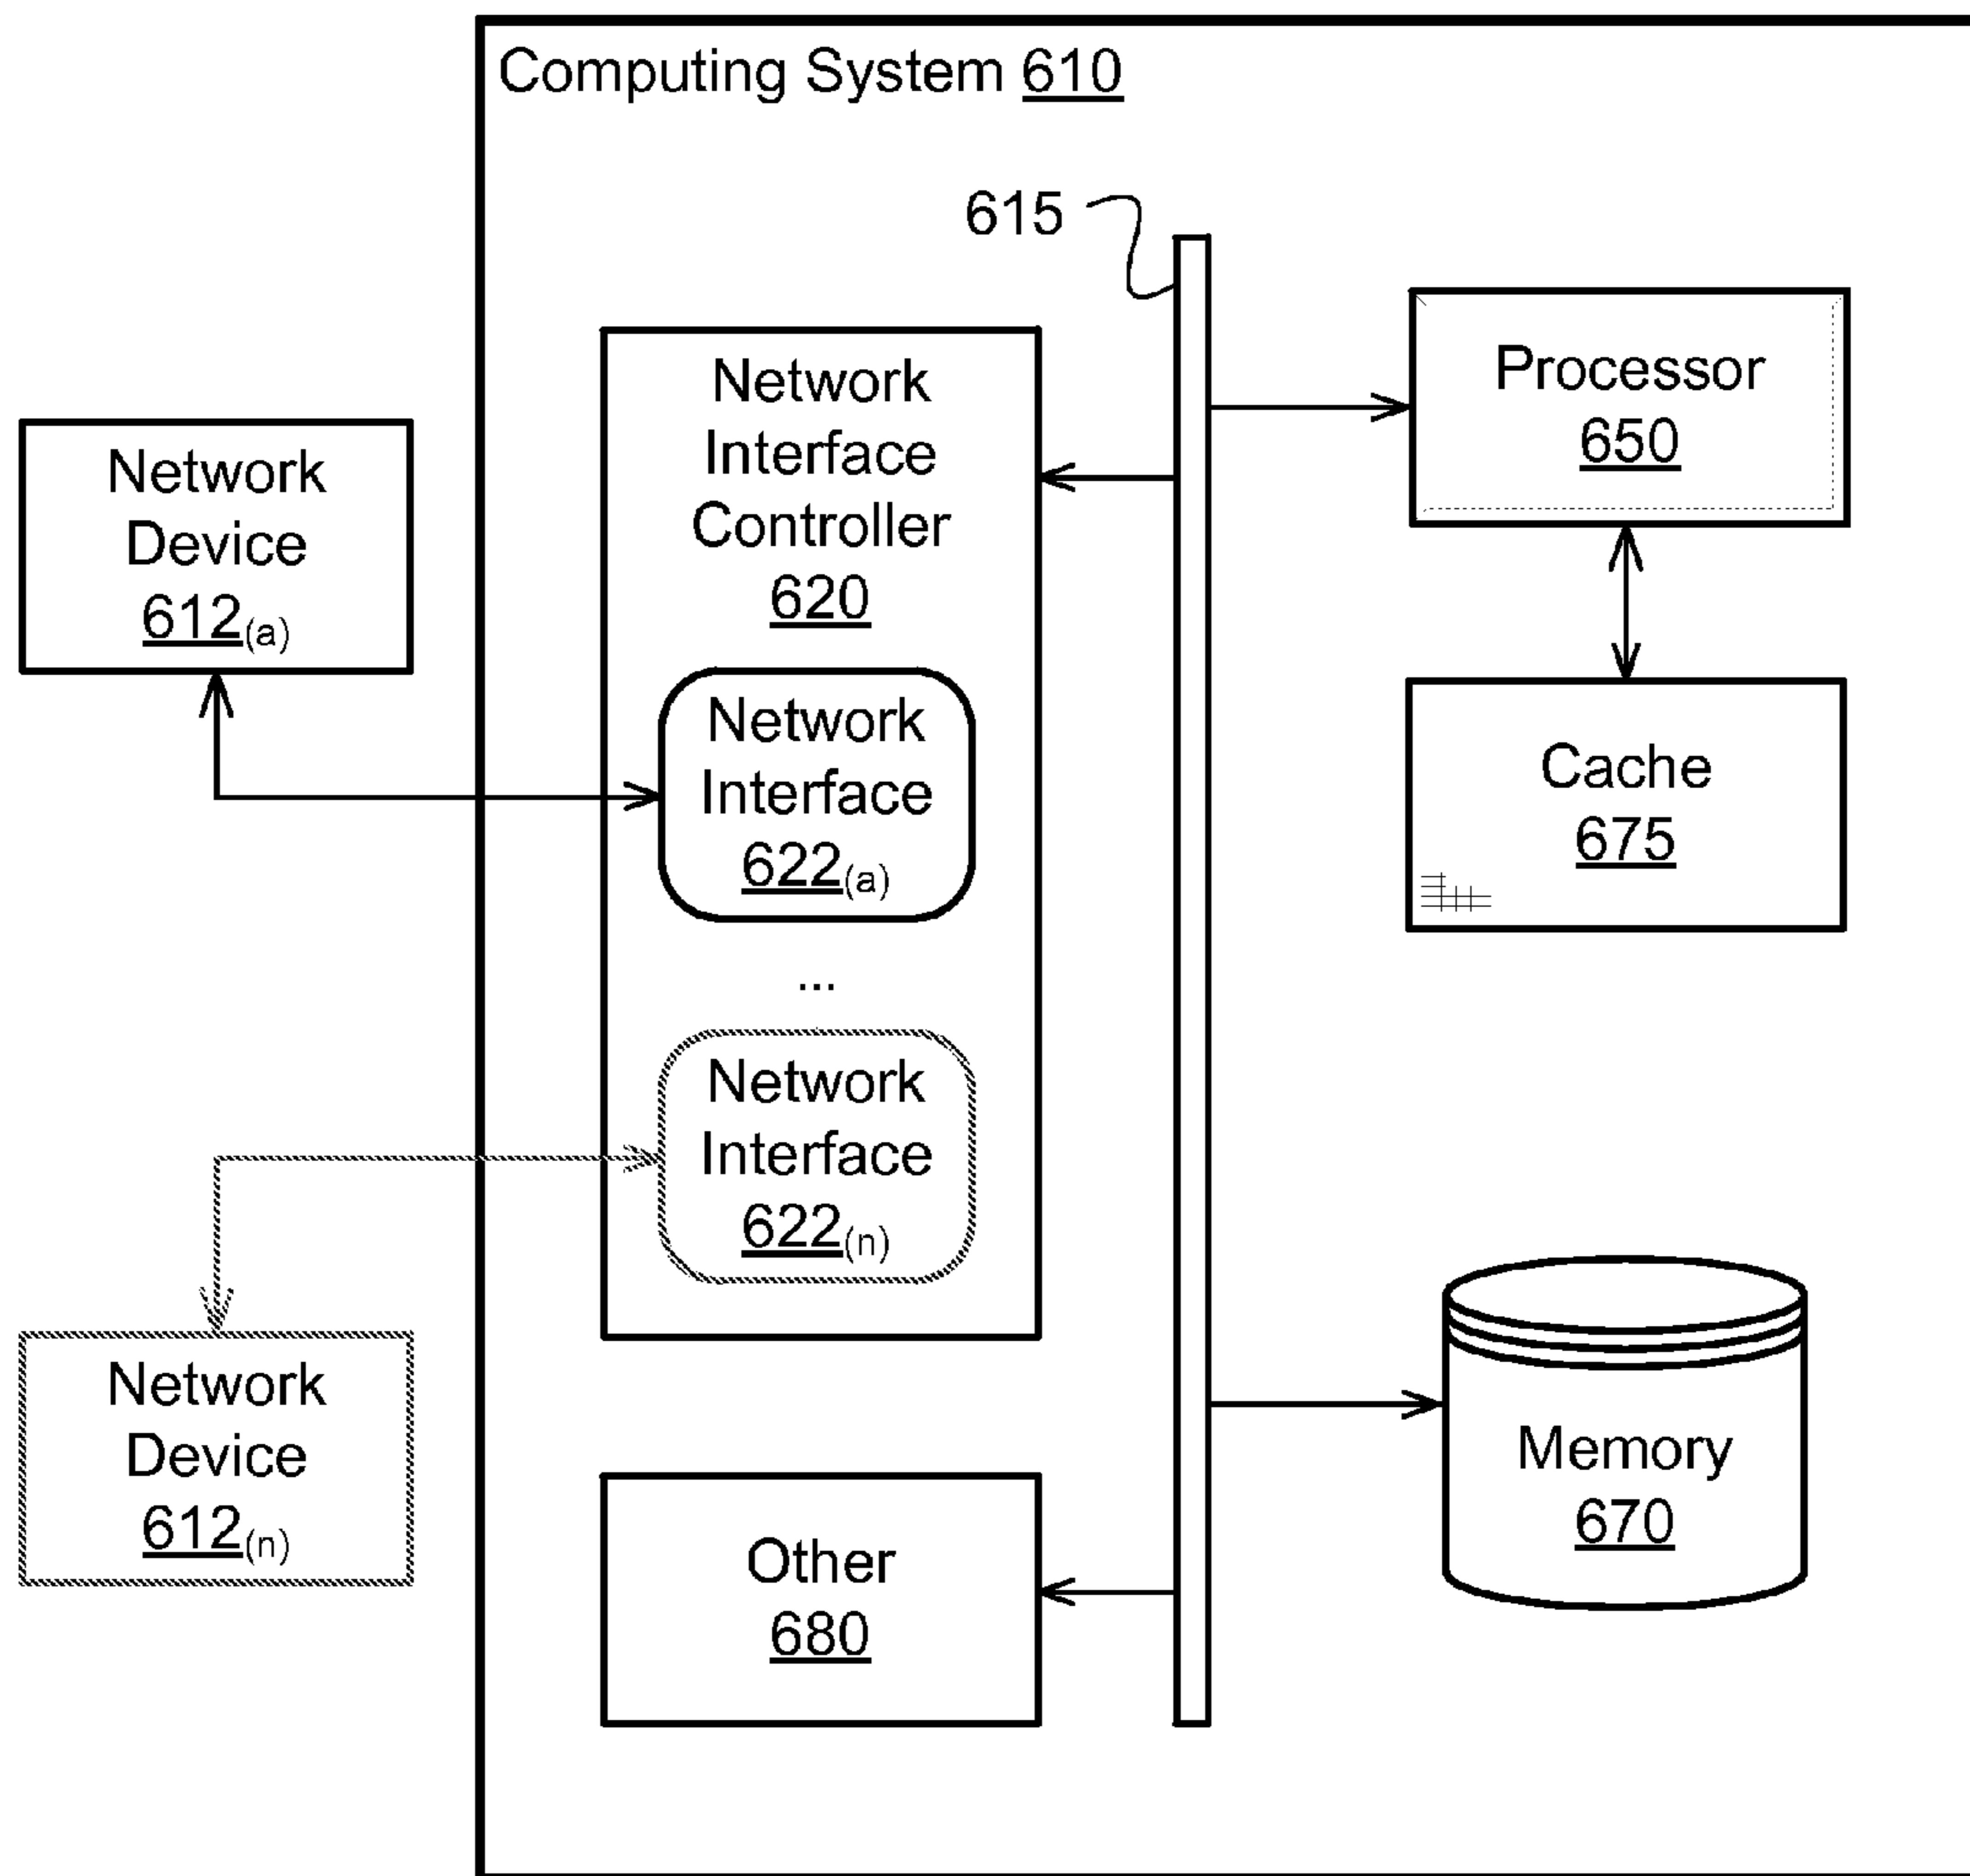 Computing System 610
615
Network
Interface
Controller
620
Network
Interface
622(a)
...
Network
Interface
622(n)
Network
Device
612(a)
Network
Device
612(n)
Other
680
Processor
650
Cache
675
Memory
670